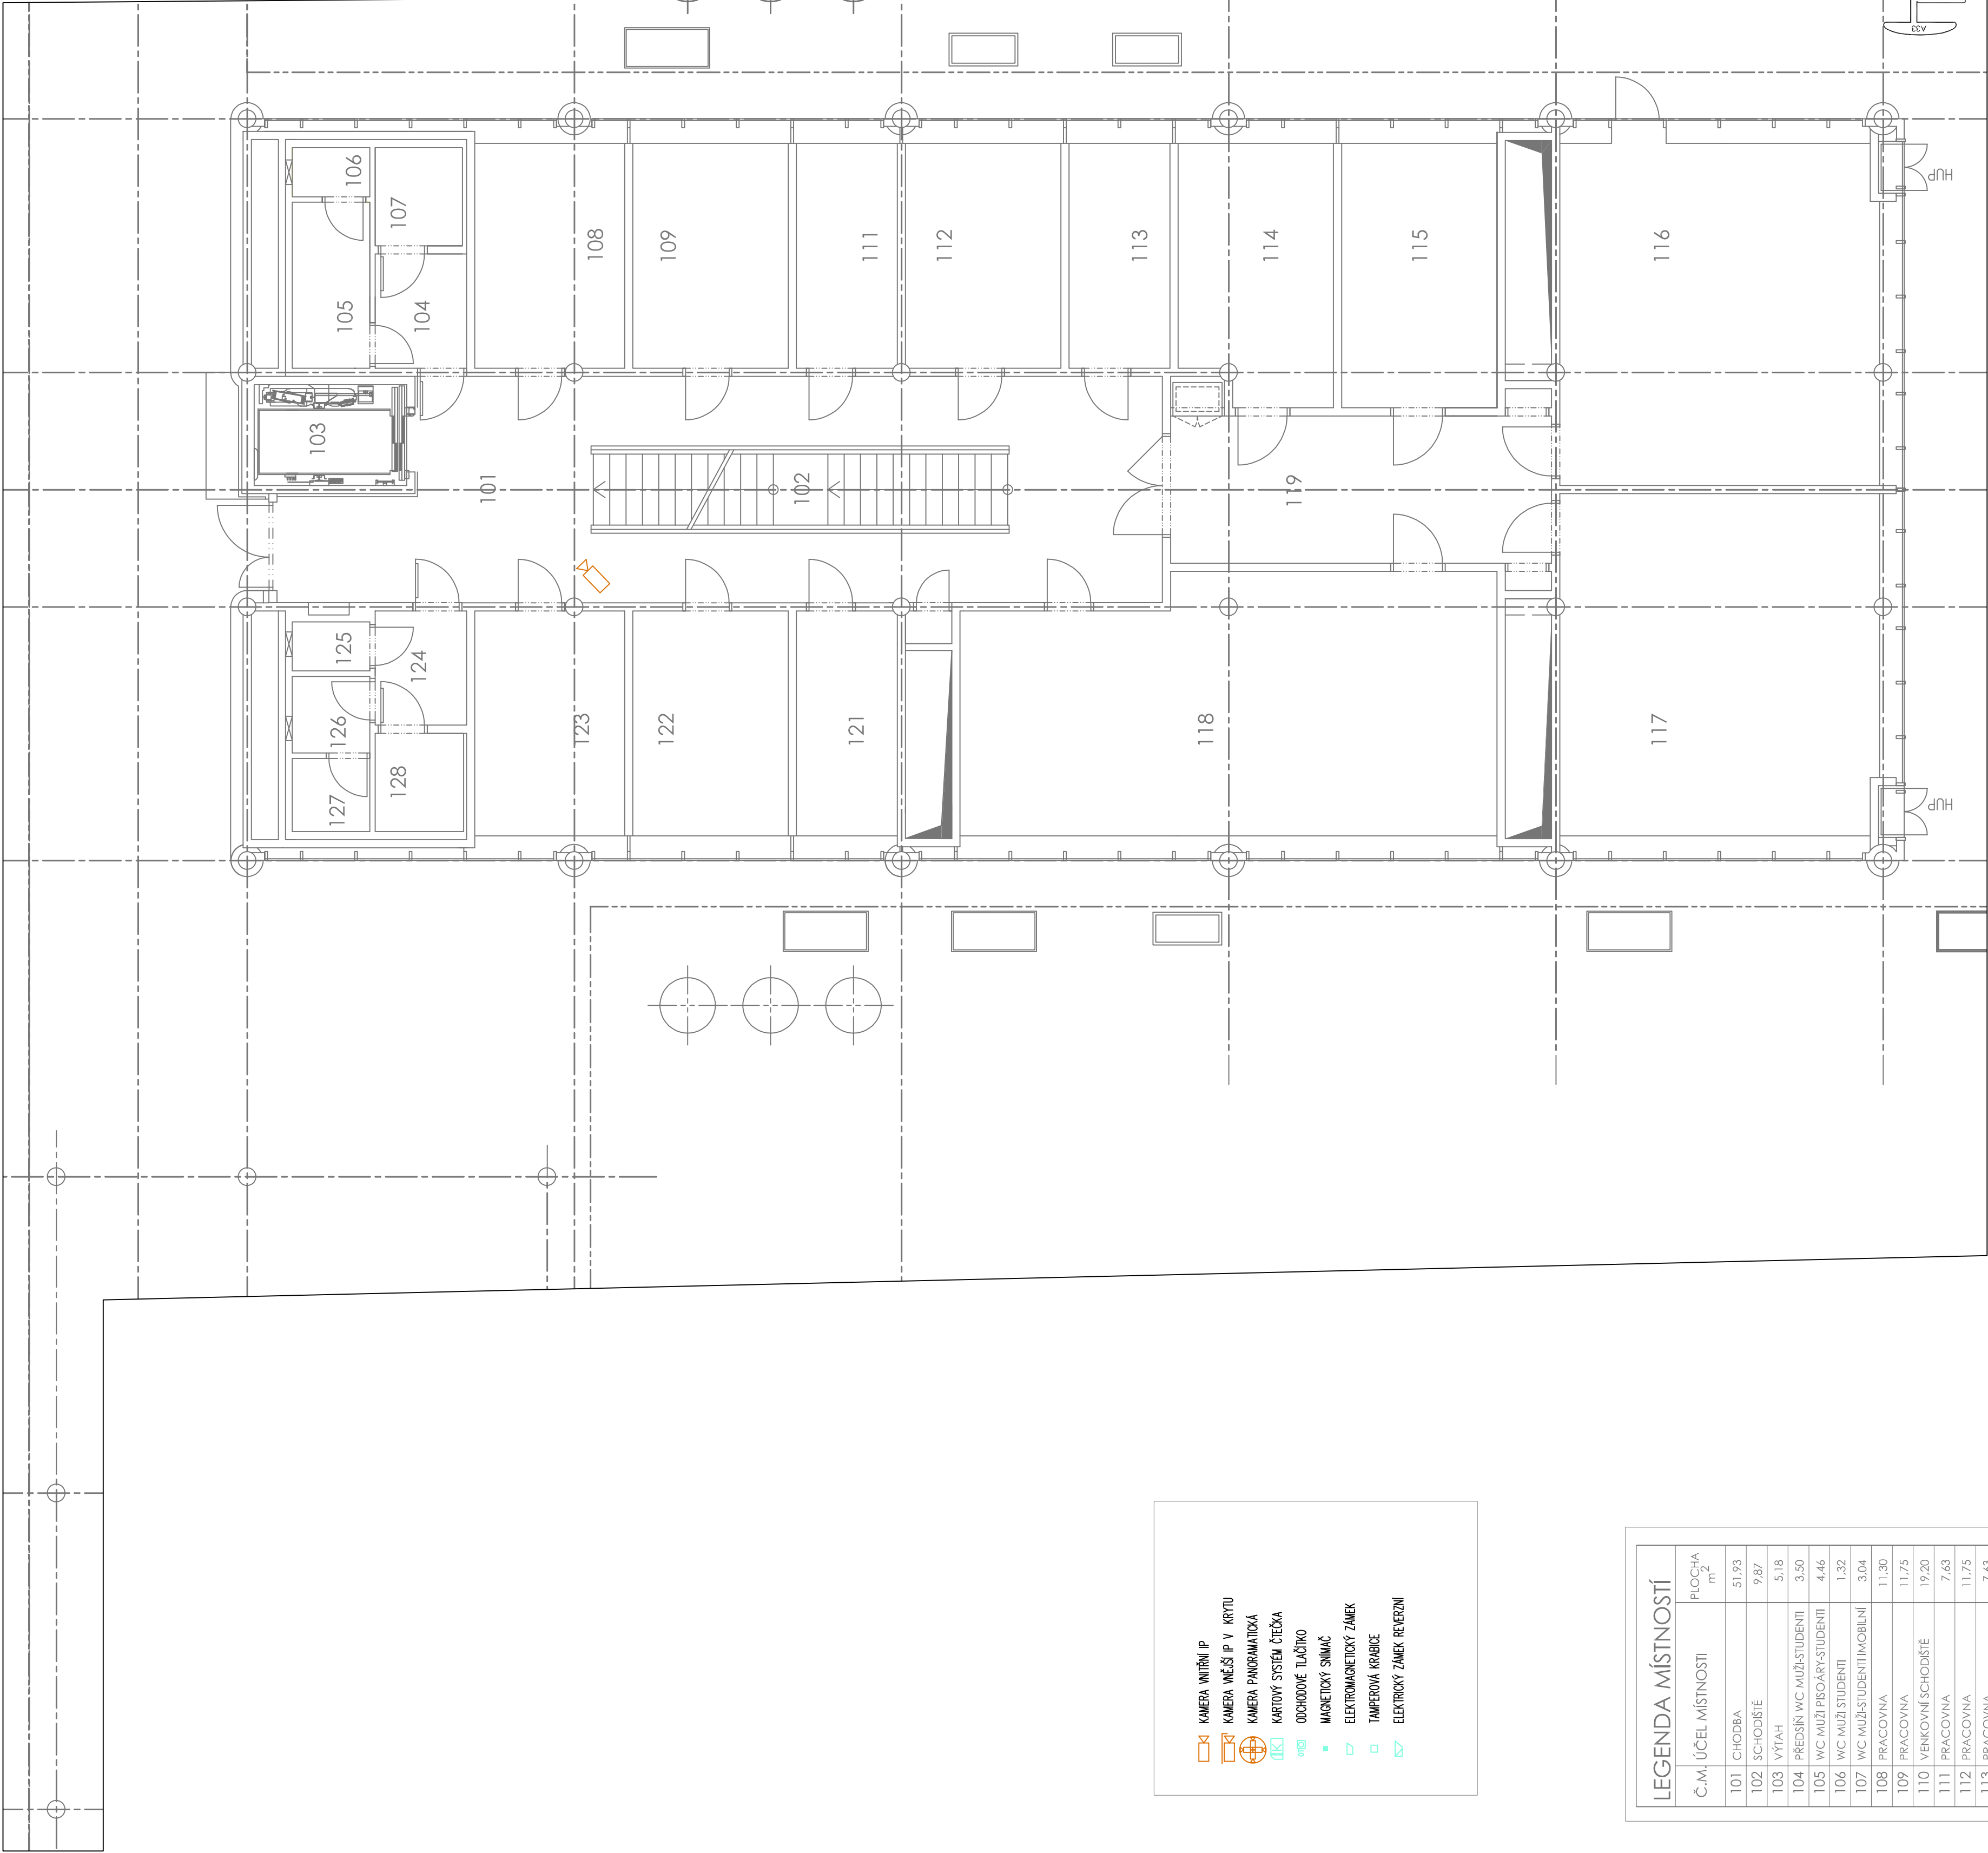 A33
106
107
105
104
103
108
109
111
112
113
114
115
116
HUP
101
102
119
125
124
126
127
128
123
122
121
118
117
HUP
KAMERA VNITŘNÍ IP
KAMERA VNĚJŠÍ IP V KRYTU
KAMERA PANORAMATICKÁ
K KARTOVÝ SYSTÉM ČTEČKA
ODCHODOVÉ TLAČÍTKO
MAGNETICKÝ SNÍMAČ
ELEKTROMAGNETICKÝ ZÁMEK
TAMPEROVÁ KRABICE
ELEKTRICKÝ ZÁMEK REVERZNÍ
LEGENDA MÍSTNOSTÍ
Č.M. ÚČEL MÍSTNOSTI PLOCHA m2
101 CHODBA 51,93
102 SCHODIŠTĚ 9,87
103 VÝTAH 5,18
104 PŘEDSÍŇ WC MUŽI-STUDENTI 3,50
105 WC MUŽI PISOÁRY-STUDENTI 4,46
106 WC MUŽI STUDENTI 1,32
107 WC MUŽI-STUDENTI IMOBILNÍ 3,04
108 PRACOVNA 11,30
109 PRACOVNA 11,75
110 VENKOVNÍ SCHODIŠTĚ 19,20
111 PRACOVNA 7,63
112 PRACOVNA 11,75
113 PRACOVNA 7,63